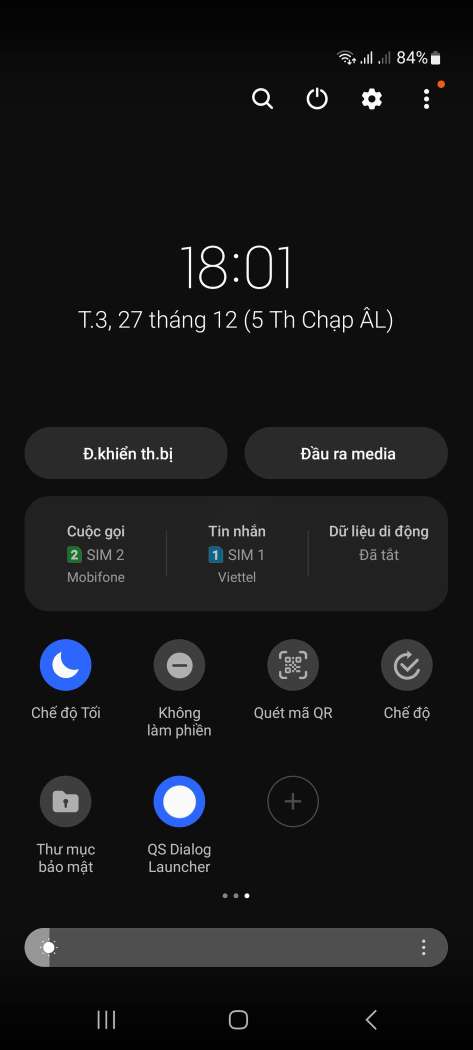 84%
18:01
T.3, 27 tháng 12 (5 Th Chạp ÂL)
Đ.khiển th.bị
Đầu ra media
Cuộc gọi
2 SIM 2
Mobifone
Tin nhắn
1 SIM 1
Viettel
Dữ liệu di động
Đã tắt
Chế độ Tối
Không
làm phiền
Quét mã QR
Chế độ
Thư mục
bảo mật
QS Dialog
Launcher